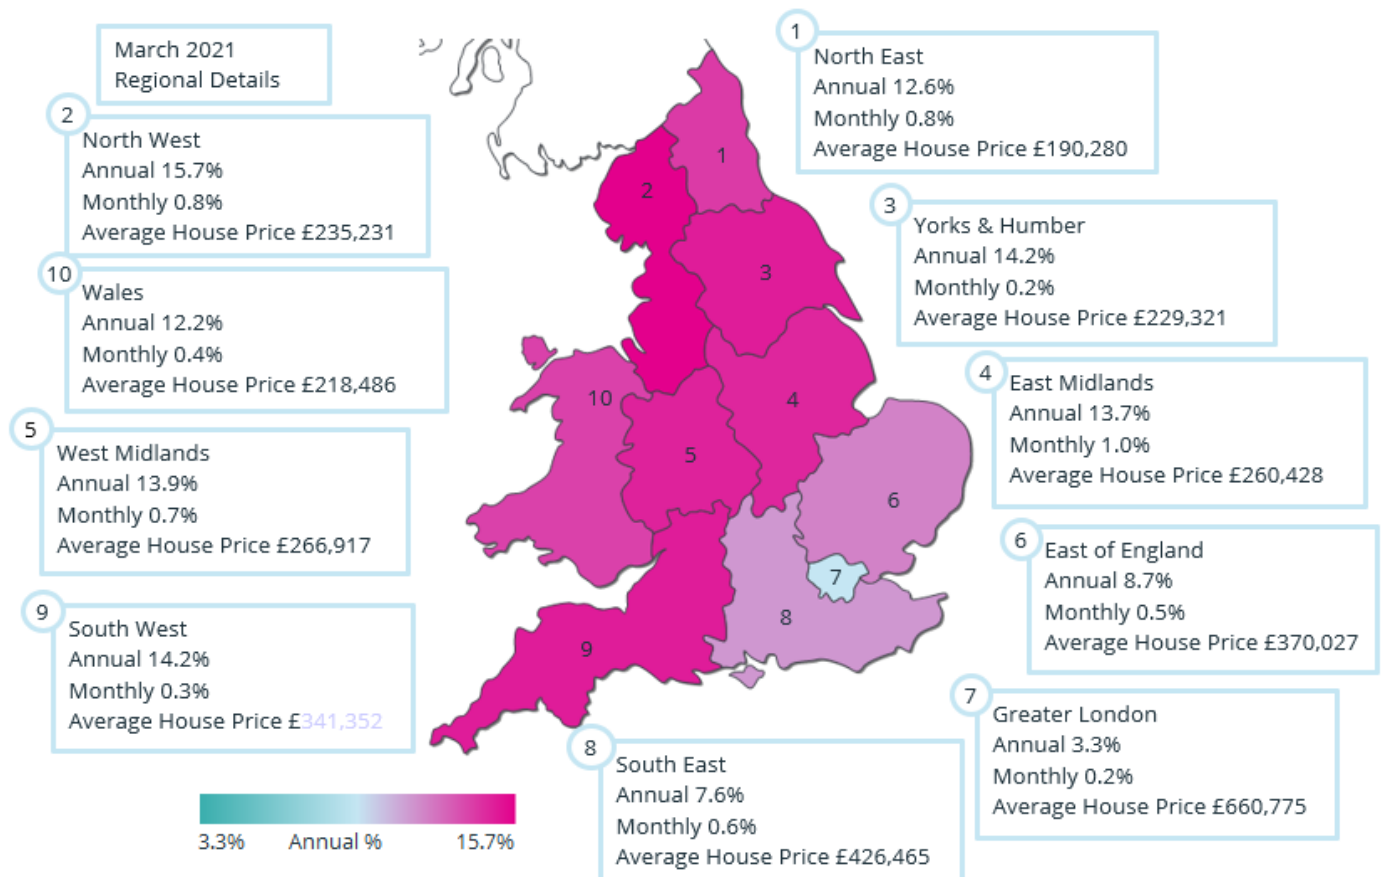 March 2021
Regional Details
1
North East
Annual 12.6%
Monthly 0.8%
Average House Price £190,280
2
North West
Annual 15.7%
Monthly 0.8%
Average House Price £235,231
3
Yorks & Humber
Annual 14.2%
Monthly 0.2%
Average House Price £229,321
10
Wales
Annual 12.2%
Monthly 0.4%
Average House Price £218,486
4
East Midlands
Annual 13.7%
Monthly 1.0%
Average House Price £260,428
5
West Midlands
Annual 13.9%
Monthly 0.7%
Average House Price £266,917
6
East of England
Annual 8.7%
Monthly 0.5%
Average House Price £370,027
9
South West
Annual 14.2%
Monthly 0.3%
Average House Price £341,352
7
Greater London
Annual 3.3%
Monthly 0.2%
Average House Price £660,775
8
South East
Annual 7.6%
Monthly 0.6%
Average House Price £426,465
1
2
3
10
4
5
6
7
8
9
3.3% Annual % 15.7%